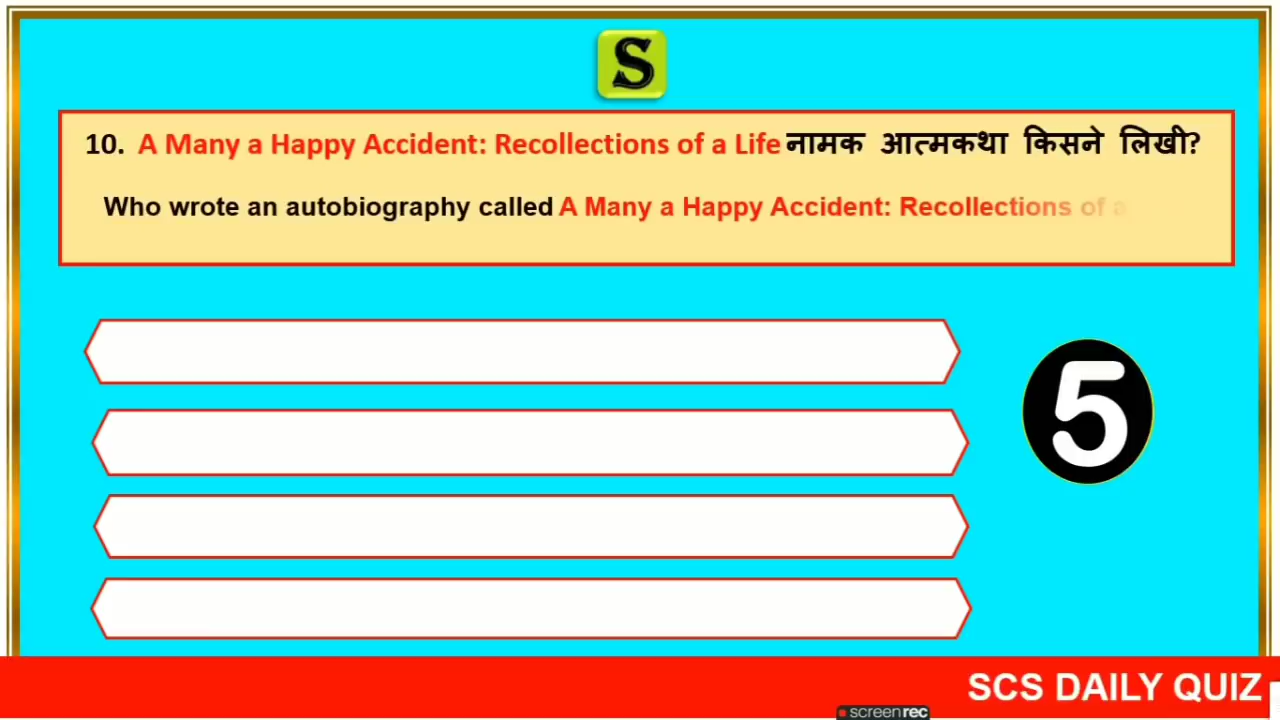 S
10. A Many a Happy Accident: Recollections of a Life नामक आत्मकथा किसने लिखी?
Who wrote an autobiography called A Many a Happy Accident: Recollections of a
5
SCS DAILY QUIZ
screenrec